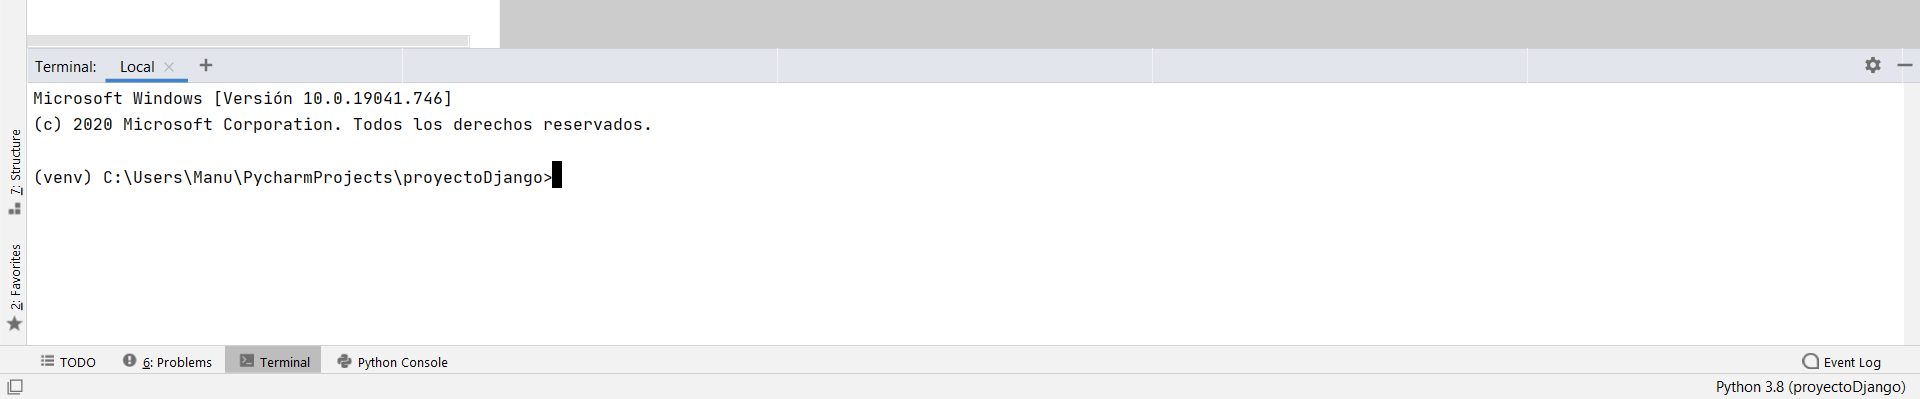 Terminal: Local
Microsoft Windows [Versión 10.0.19041.746]
(c) 2020 Microsoft Corporation. Todos los derechos reservados.
(venv) C:\Users\Manu\PycharmProjects\proyectoDjango>
7: Structure
2: Favorites
TODO 6: Problems Terminal Python Console Event Log
Python 3.8 (proyectoDjango)